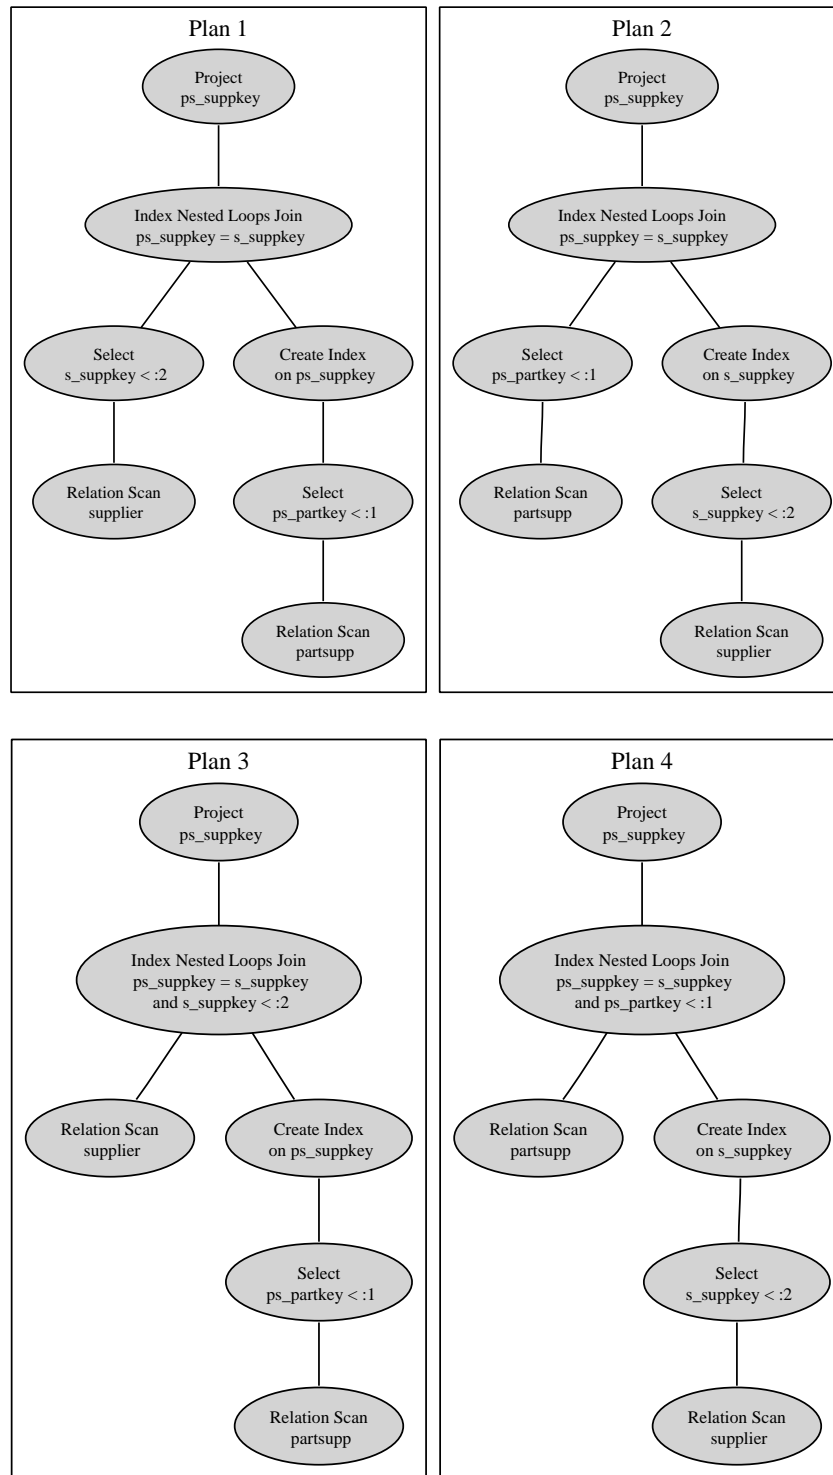 Plan 1
Project
ps_suppkey
Index Nested Loops Join
ps_suppkey = s_suppkey
Select
s_suppkey < :2
Create Index
on ps_suppkey
Relation Scan
supplier
Select
ps_partkey < :1
Relation Scan
partsupp
Plan 2
Project
ps_suppkey
Index Nested Loops Join
ps_suppkey = s_suppkey
Select
ps_partkey < :1
Create Index
on s_suppkey
Relation Scan
partsupp
Select
s_suppkey < :2
Relation Scan
supplier
Plan 3
Project
ps_suppkey
Index Nested Loops Join
ps_suppkey = s_suppkey
and s_suppkey < :2
Relation Scan
supplier
Create Index
on ps_suppkey
Select
ps_partkey < :1
Relation Scan
partsupp
Plan 4
Project
ps_suppkey
Index Nested Loops Join
ps_suppkey = s_suppkey
and ps_partkey < :1
Relation Scan
partsupp
Create Index
on s_suppkey
Select
s_suppkey < :2
Relation Scan
supplier